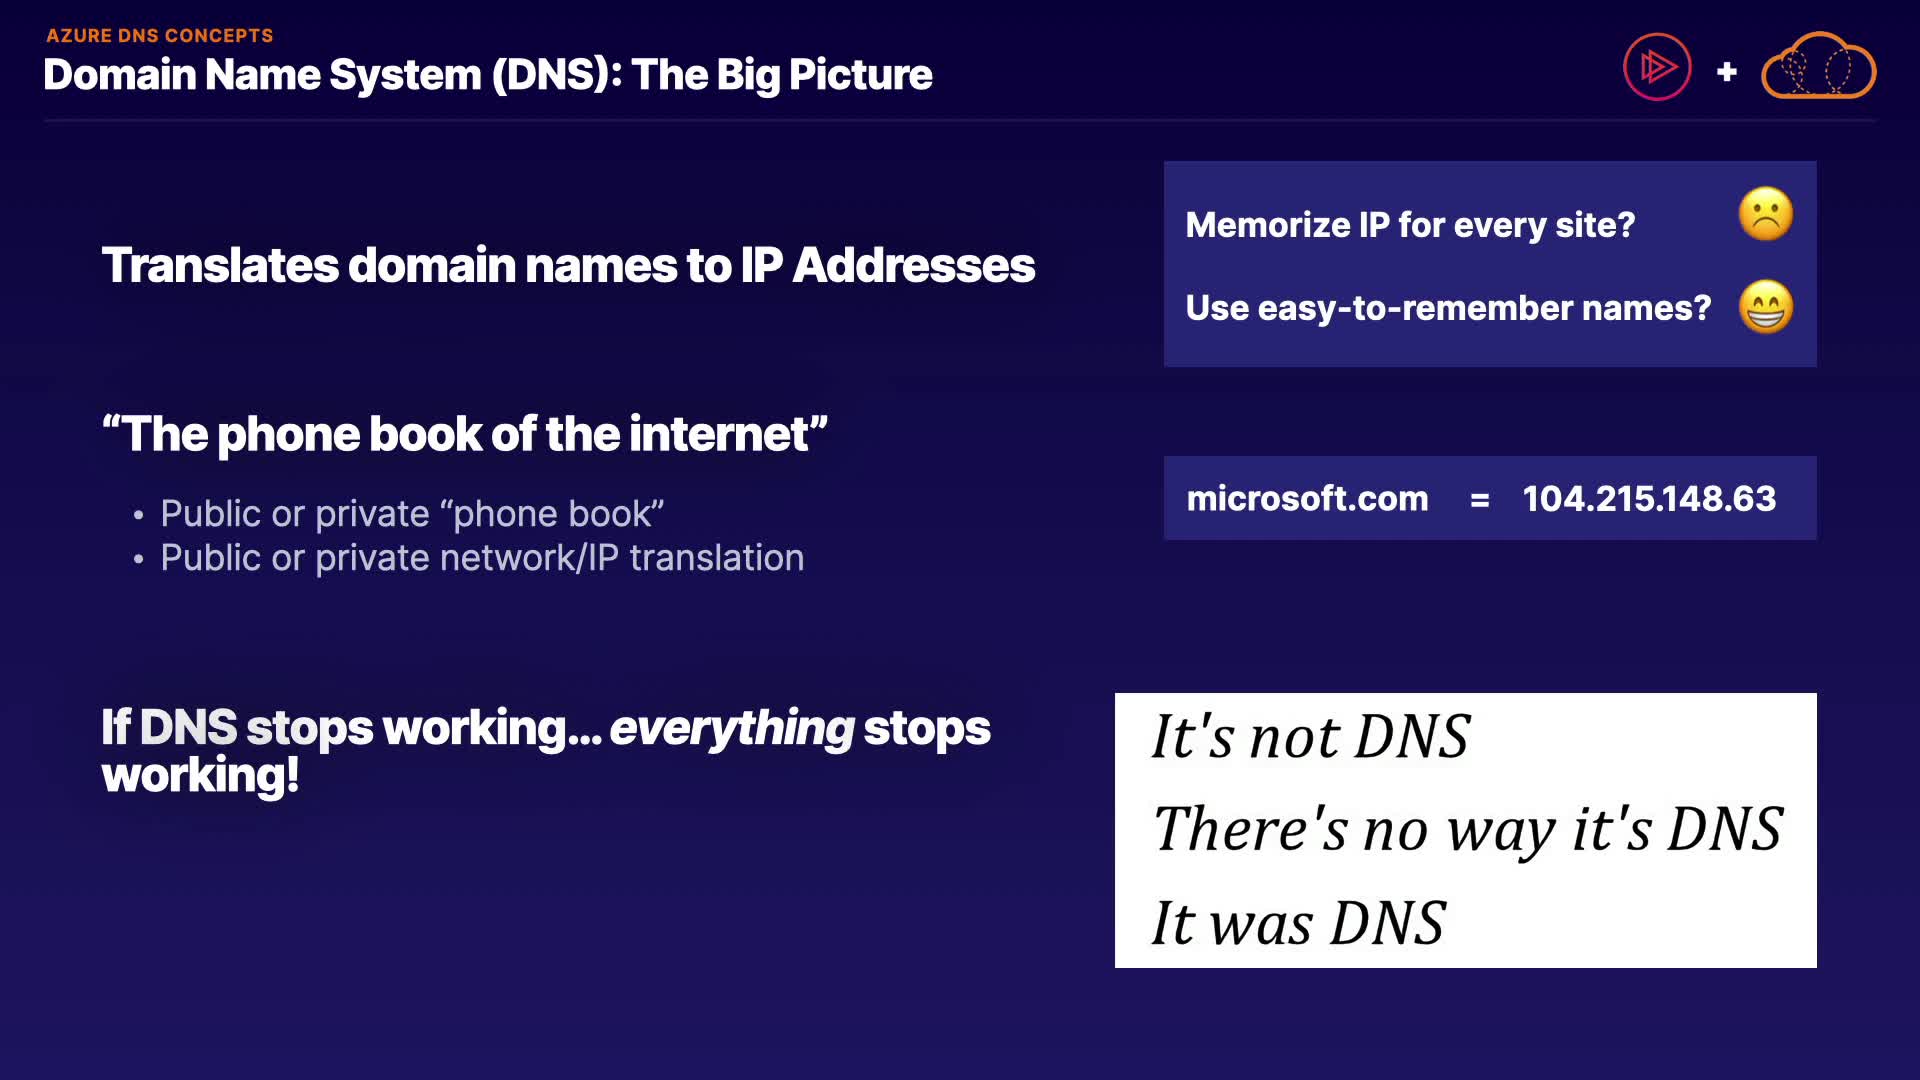 AZURE DNS CONCEPTS
Domain Name System (DNS): The Big Picture
+
Translates domain names to IP Addresses
Memorize IP for every site? ☹️
Use easy-to-remember names? 😁
“The phone book of the internet”
• Public or private “phone book”
• Public or private network/IP translation
microsoft.com = 104.215.148.63
If DNS stops working... everything stops
working!
It's not DNS
There's no way it's DNS
It was DNS